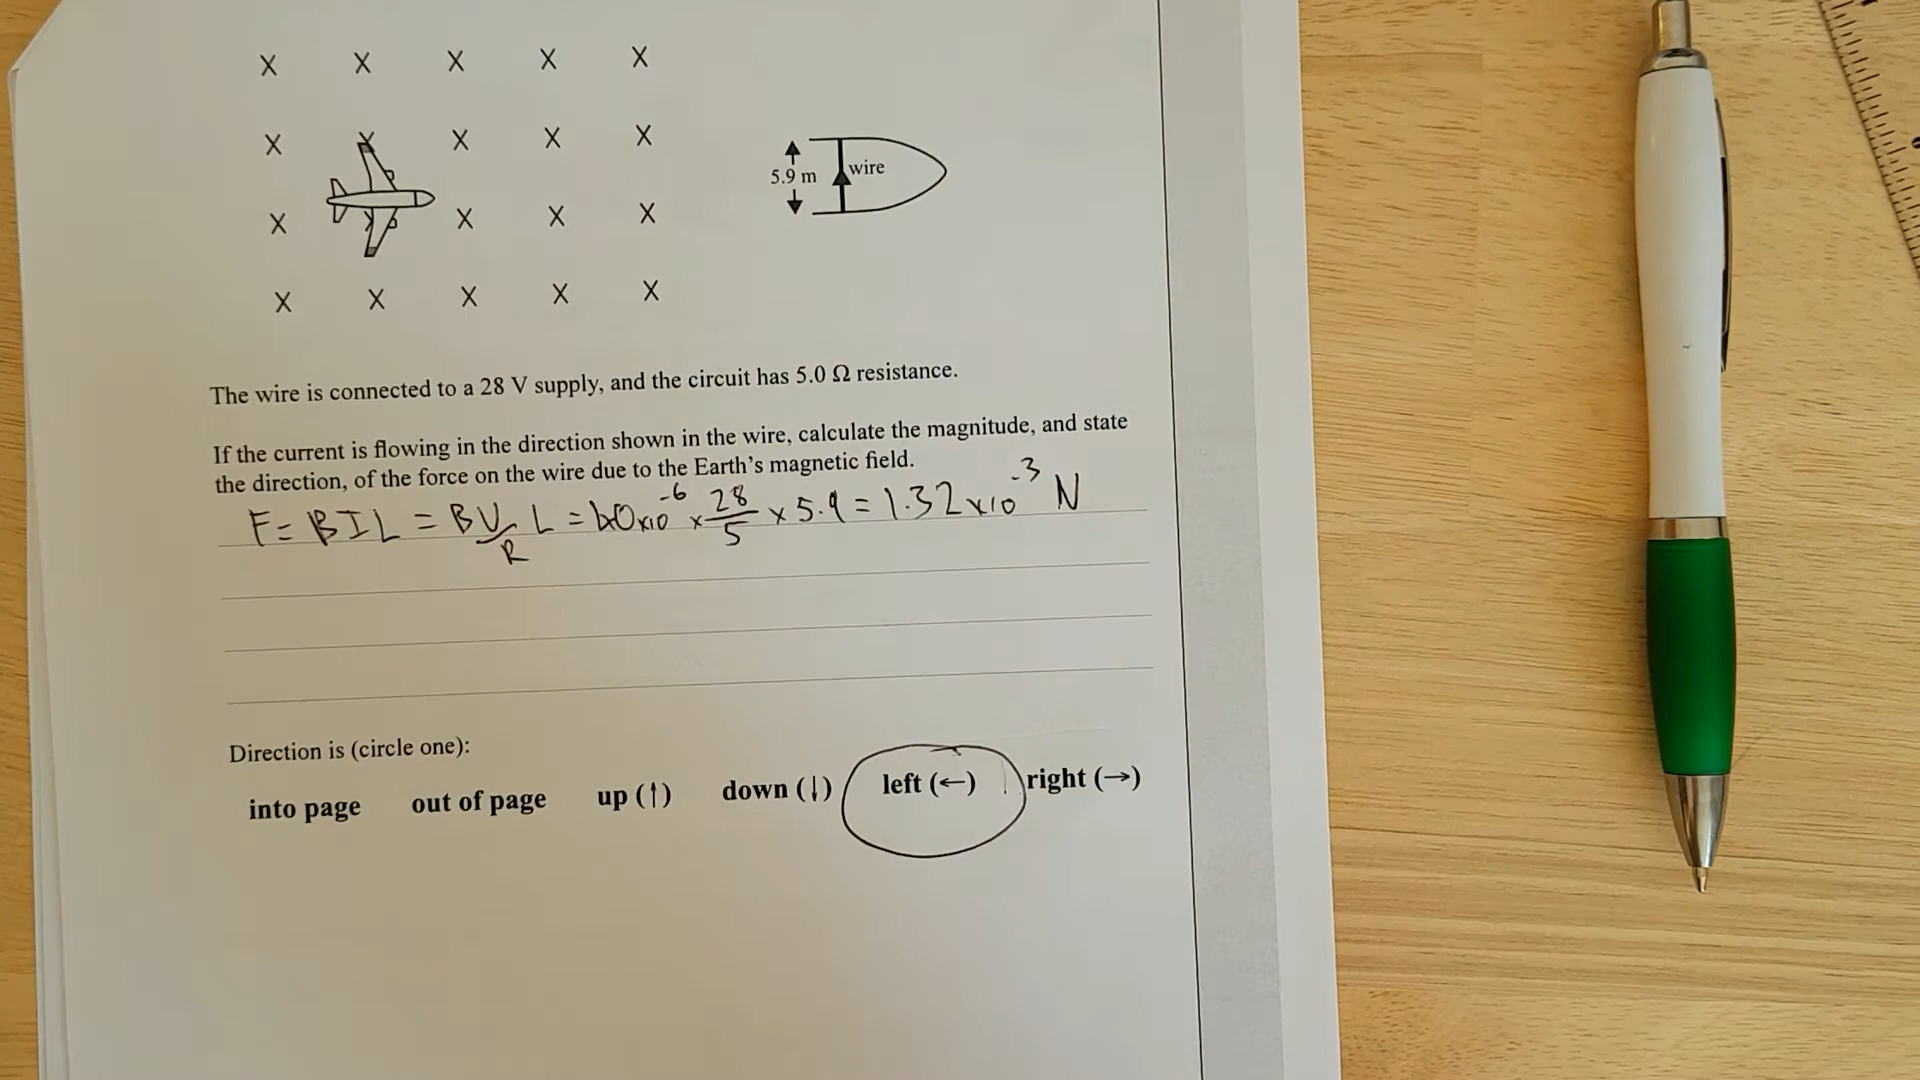 X X X X X
X X X X X
X X X X
X X X X X
5.9 m
wire
The wire is connected to a 28 V supply, and the circuit has 5.0 Ω resistance.
If the current is flowing in the direction shown in the wire, calculate the magnitude, and state
the direction, of the force on the wire due to the Earth's magnetic field.
F = BIL = B V/R L = 40x10^-6 x 28/5 x 5.9 = 1.32x10^-3 N
Direction is (circle one):
into page out of page up (↑) down (↓) left (←) right (→)